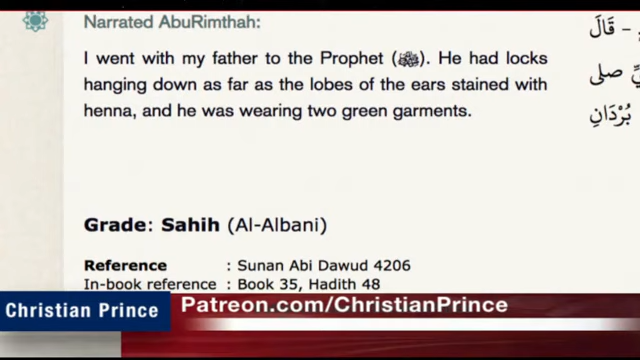 Narrated AbuRimthah:
– قَالَ
I went with my father to the Prophet (ﷺ). He had locks
hanging down as far as the lobes of the ears stained with
صلى
henna, and he was wearing two green garments.
بُرْدَانِ
Grade: Sahih (Al-Albani)
Reference : Sunan Abi Dawud 4206
In-book reference : Book 35, Hadith 48
Christian Prince
Patreon.com/ChristianPrince